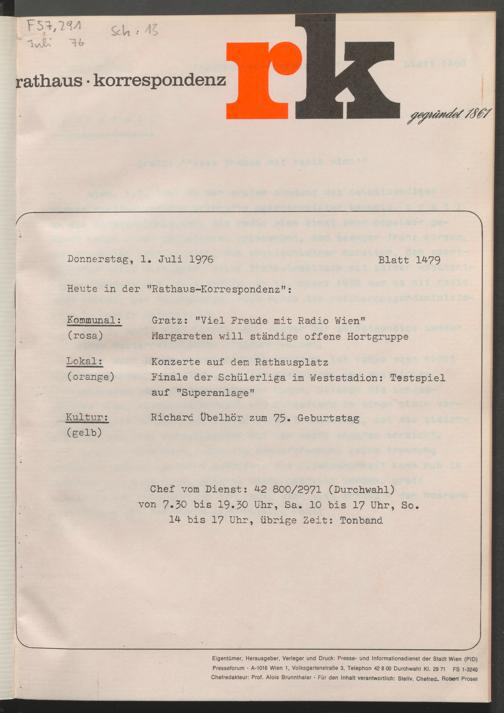 F57,291
Juli 76
Sch: 13
rathaus · korrespondenz
rk
gegründet 1861
Donnerstag, 1. Juli 1976 Blatt 1479
Heute in der "Rathaus-Korrespondenz":
Kommunal: Gratz: "Viel Freude mit Radio Wien"
(rosa) Margareten will ständige offene Hortgruppe
Lokal: Konzerte auf dem Rathausplatz
(orange) Finale der Schülerliga im Weststadion: Testspiel
auf "Superanlage"
Kultur: Richard Übelhör zum 75. Geburtstag
(gelb)
Chef vom Dienst: 42 800/2971 (Durchwahl)
von 7.30 bis 19.30 Uhr, Sa. 10 bis 17 Uhr, So.
14 bis 17 Uhr, übrige Zeit: Tonband
Eigentümer, Herausgeber, Verleger und Druck: Presse- und Informationsdienst der Stadt Wien (PID)
Presseforum - A-1016 Wien 1, Volksgartenstraße 3, Telephon 42 8 00 Durchwahl Kl. 29 71 FS 1-3240
Chefredakteur: Prof. Alois Brunnthaler - Für den Inhalt verantwortlich: Stellv. Chefred. Robert Prosel